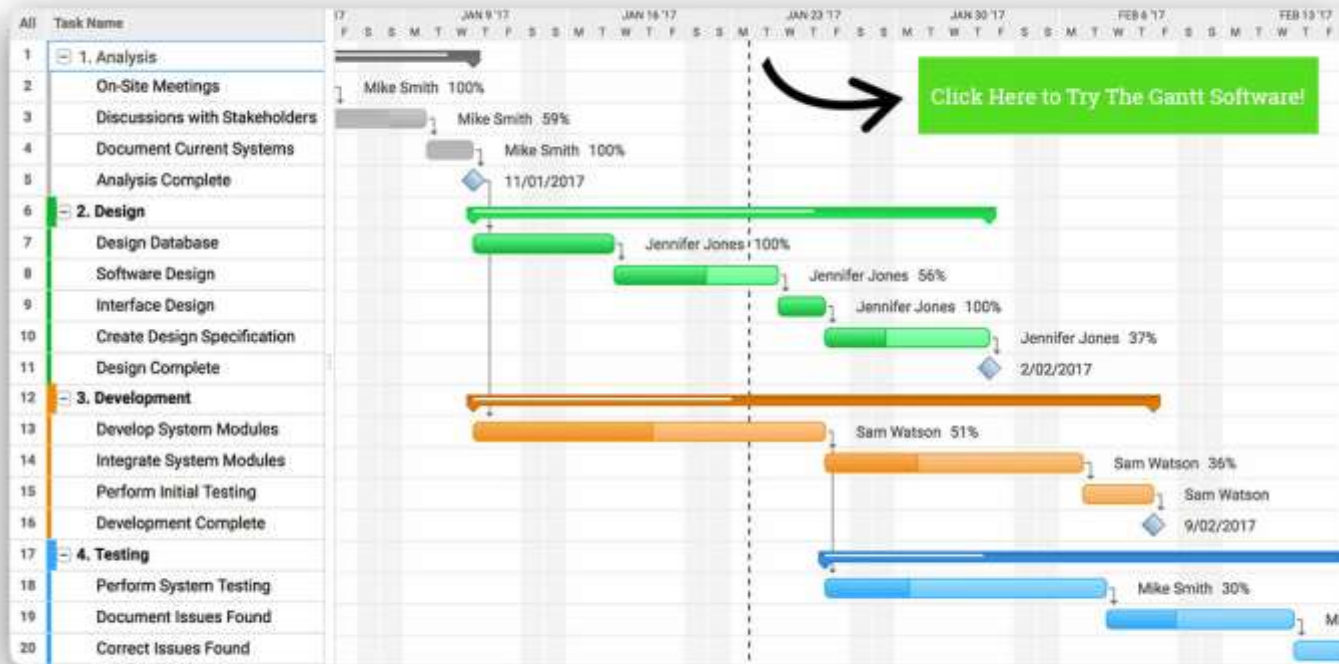 All Task Name 17 JAN 9 '17 JAN 16 '17 JAN 23 '17 JAN 30 '17 FEB 6 '17 FEB 13 '17
F S S M T W T F S S M T W T F S S M T W T F S S M T W T F S S M T W T F S S M T W T F
1 1. Analysis
2 On-Site Meetings Mike Smith 100%
Click Here to Try The Gantt Software!
3 Discussions with Stakeholders Mike Smith 59%
4 Document Current Systems Mike Smith 100%
5 Analysis Complete 11/01/2017
6 2. Design
7 Design Database Jennifer Jones 100%
8 Software Design Jennifer Jones 56%
9 Interface Design Jennifer Jones 100%
10 Create Design Specification Jennifer Jones 37%
11 Design Complete 2/02/2017
12 3. Development
13 Develop System Modules Sam Watson 51%
14 Integrate System Modules Sam Watson 36%
15 Perform Initial Testing Sam Watson
16 Development Complete 9/02/2017
17 4. Testing
18 Perform System Testing Mike Smith 30%
19 Document Issues Found
20 Correct Issues Found